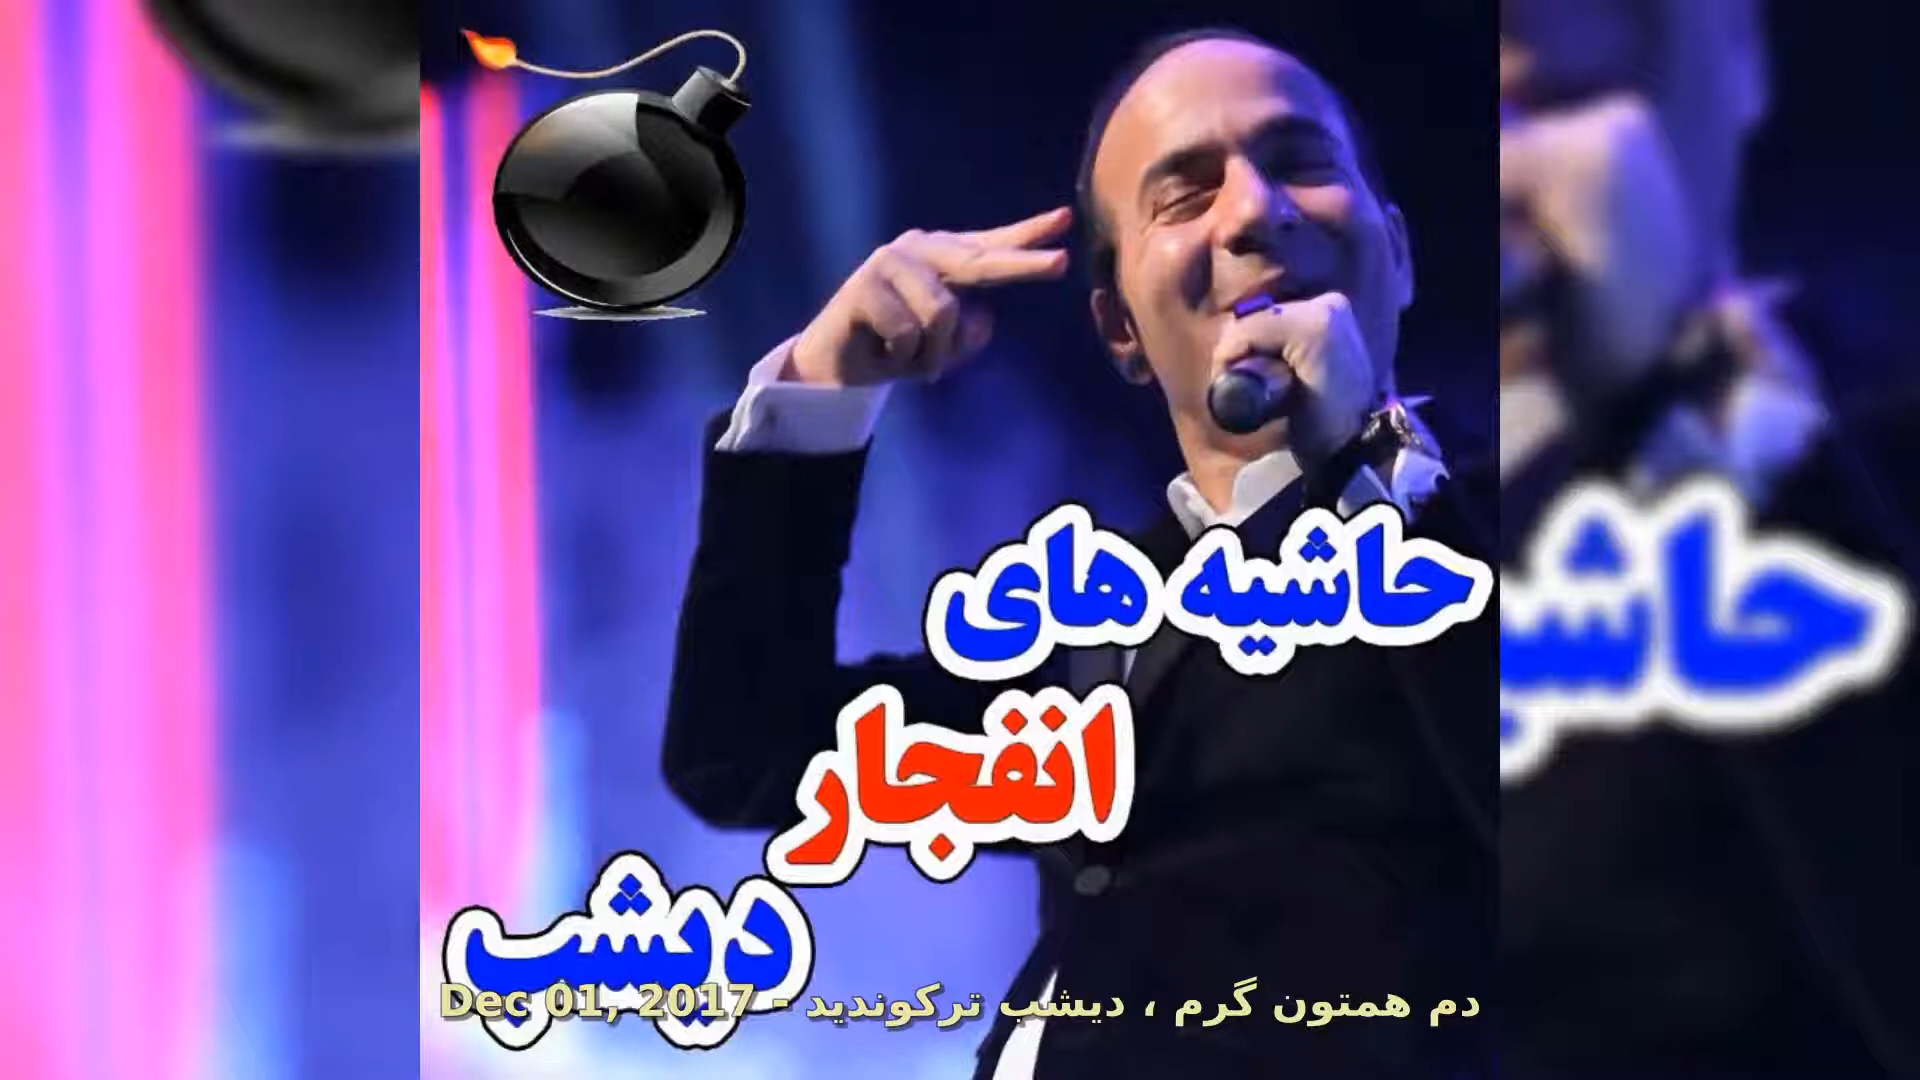 حاشیه های
انفجار
دیشب
دم همتون گرم ، دیشب ترکوندید - Dec 01, 2017